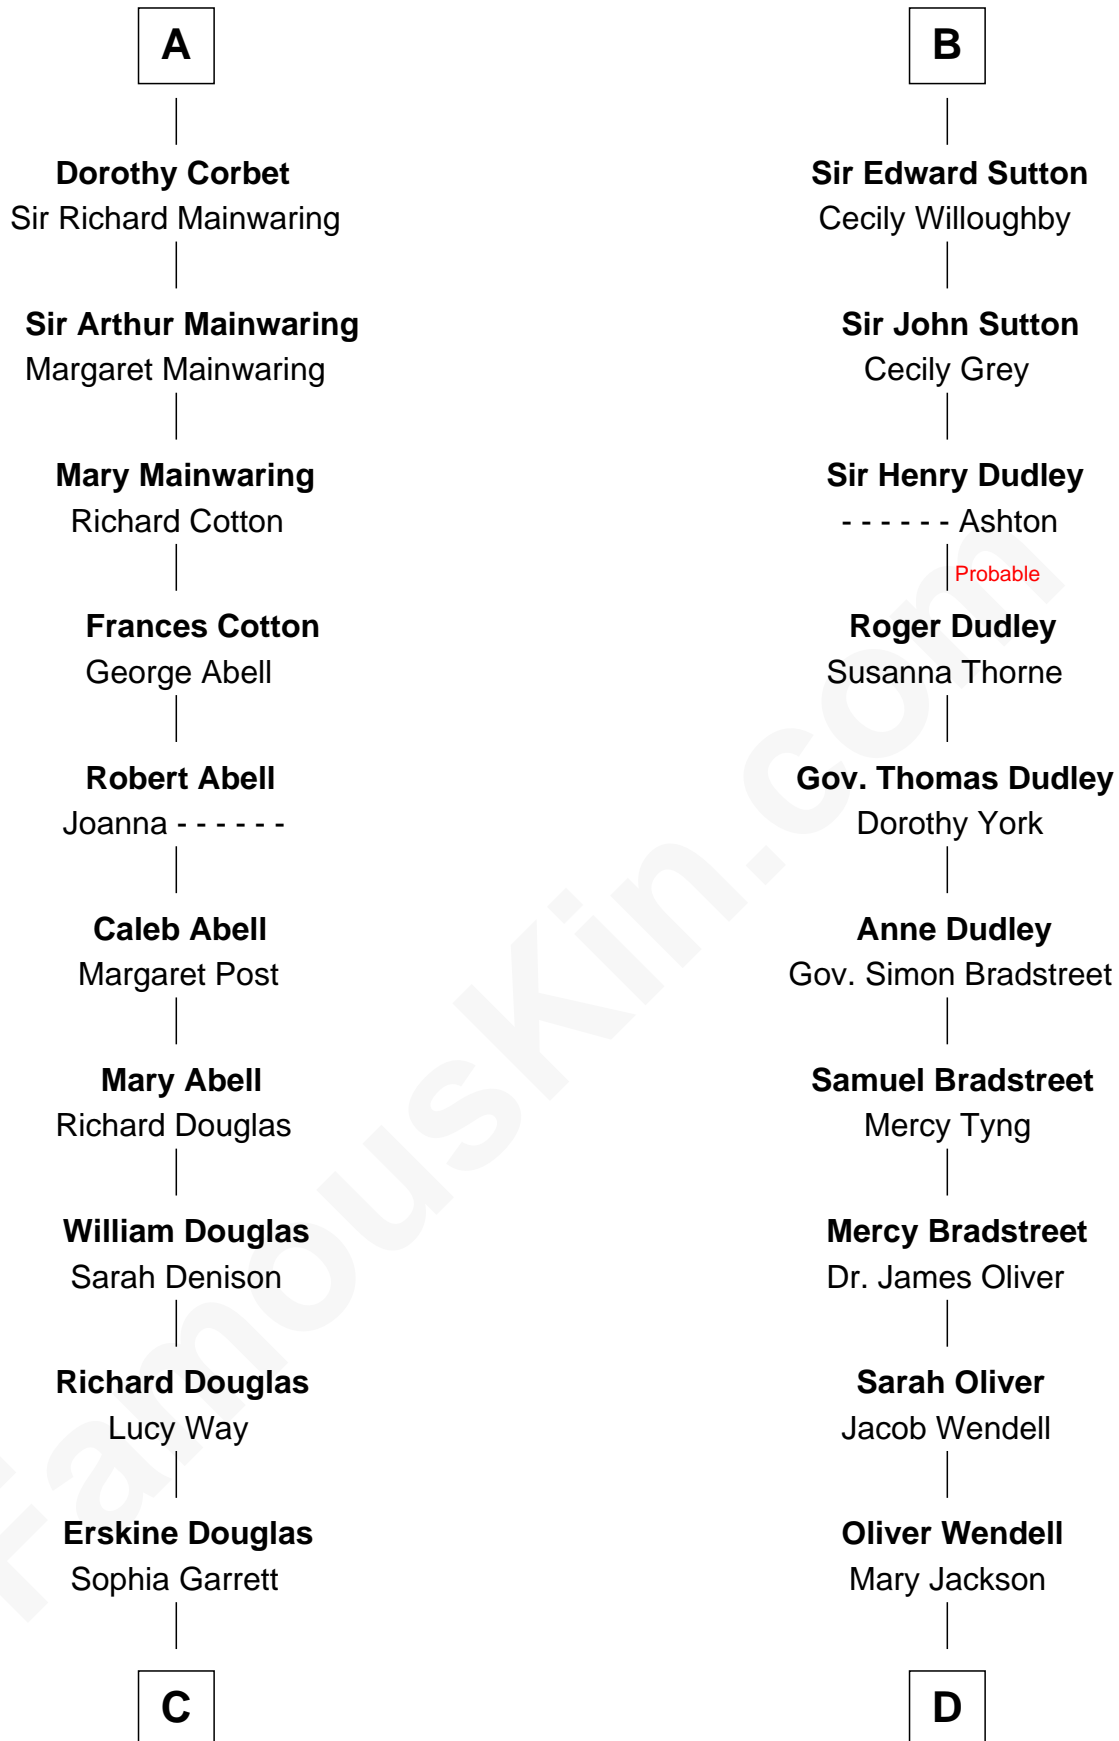 A
Dorothy Corbet
Sir Richard Mainwaring
Sir Arthur Mainwaring
Margaret Mainwaring
Mary Mainwaring
Richard Cotton
Frances Cotton
George Abell
Robert Abell
Joanna - - - - - -
Caleb Abell
Margaret Post
Mary Abell
Richard Douglas
William Douglas
Sarah Denison
Richard Douglas
Lucy Way
Erskine Douglas
Sophia Garrett
C
B
Sir Edward Sutton
Cecily Willoughby
Sir John Sutton
Cecily Grey
Sir Henry Dudley
- - - - - - Ashton
Probable
Roger Dudley
Susanna Thorne
Gov. Thomas Dudley
Dorothy York
Anne Dudley
Gov. Simon Bradstreet
Samuel Bradstreet
Mercy Tyng
Mercy Bradstreet
Dr. James Oliver
Sarah Oliver
Jacob Wendell
Oliver Wendell
Mary Jackson
D
FamousKin.com